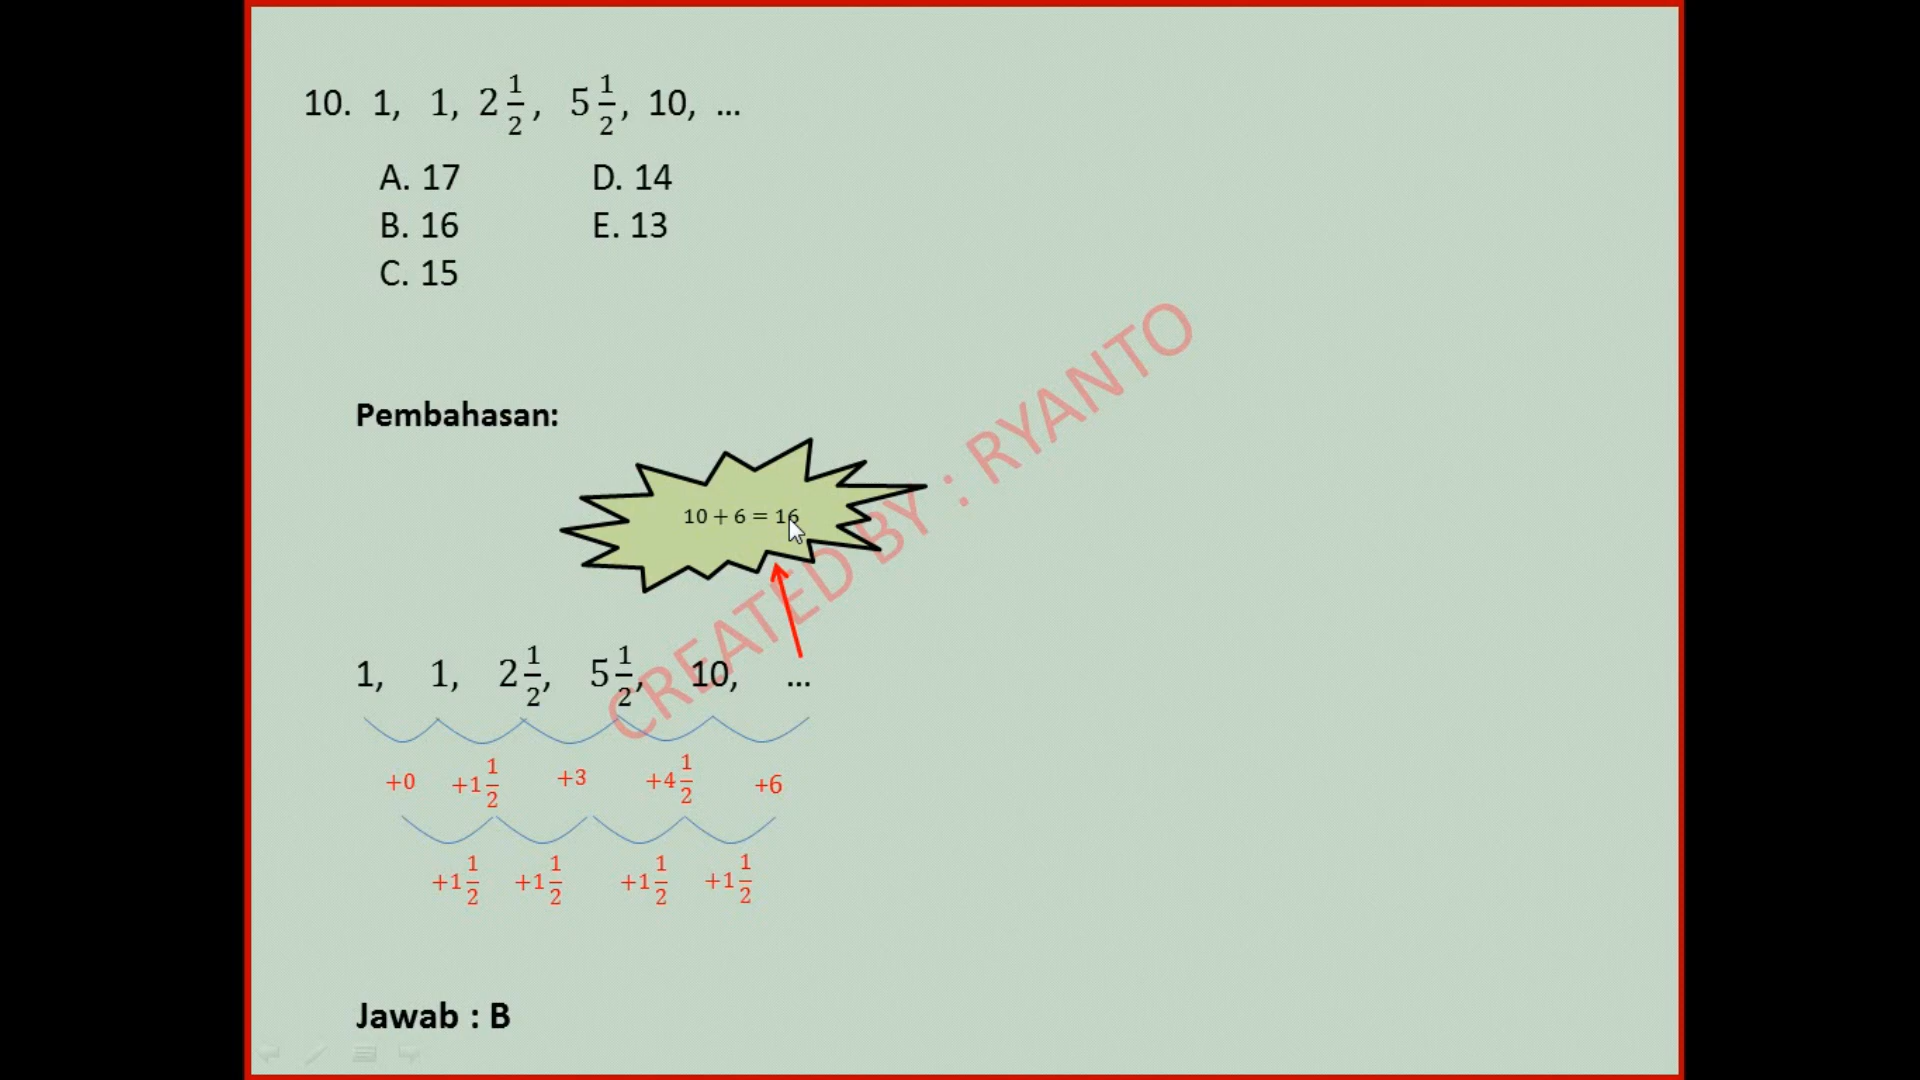 10. 1, 1, 2 1/2, 5 1/2, 10, ...
A. 17 D. 14
B. 16 E. 13
C. 15
Pembahasan:
10 + 6 = 16
CREATED BY : RYANTO
1, 1, 2 1/2, 5 1/2, 10, ...
+0 +1 1/2 +3 +4 1/2 +6
+1 1/2 +1 1/2 +1 1/2 +1 1/2
Jawab : B